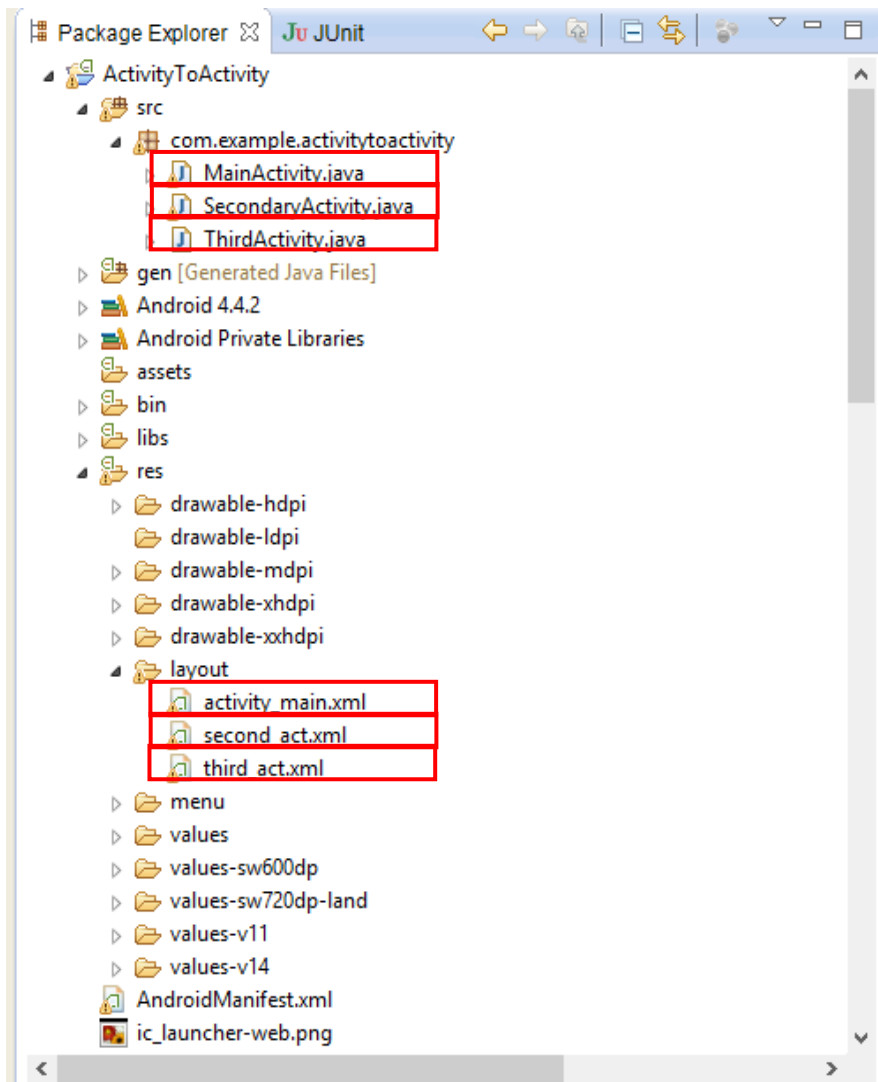 Package Explorer Ju JUnit
ActivityToActivity
src
com.example.activitytoactivity
MainActivity.java
SecondaryActivity.java
ThirdActivity.java
gen [Generated Java Files]
Android 4.4.2
Android Private Libraries
assets
bin
libs
res
drawable-hdpi
drawable-ldpi
drawable-mdpi
drawable-xhdpi
drawable-xxhdpi
layout
activity_main.xml
second_act.xml
third_act.xml
menu
values
values-sw600dp
values-sw720dp-land
values-v11
values-v14
AndroidManifest.xml
ic_launcher-web.png